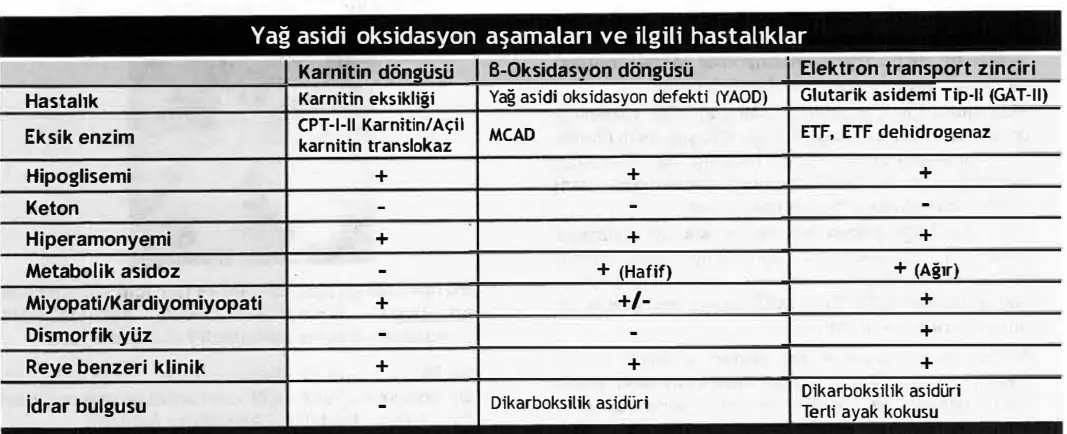 Yağ asidi oksidasyon aşamaları ve ilgili hastalıklar
Karnitin döngüsü β-Oksidasyon döngüsü Elektron transport zinciri
Hastalık Karnitin eksikliği Yağ asidi oksidasyon defekti (YAOD) Glutarik asidemi Tip-II (GAT-II)
Eksik enzim CPT-I-II Karnitin/Açil karnitin translokaz MCAD ETF, ETF dehidrogenaz
Hipoglisemi + + +
Keton - - -
Hiperamonyemi + + +
Metabolik asidoz - + (Hafif) + (Ağır)
Miyopati/Kardiyomiyopati + +/- +
Dismorfik yüz - - +
Reye benzeri klinik + + +
İdrar bulgusu - Dikarboksilik asidüri Dikarboksilik asidüri
Terli ayak kokusu